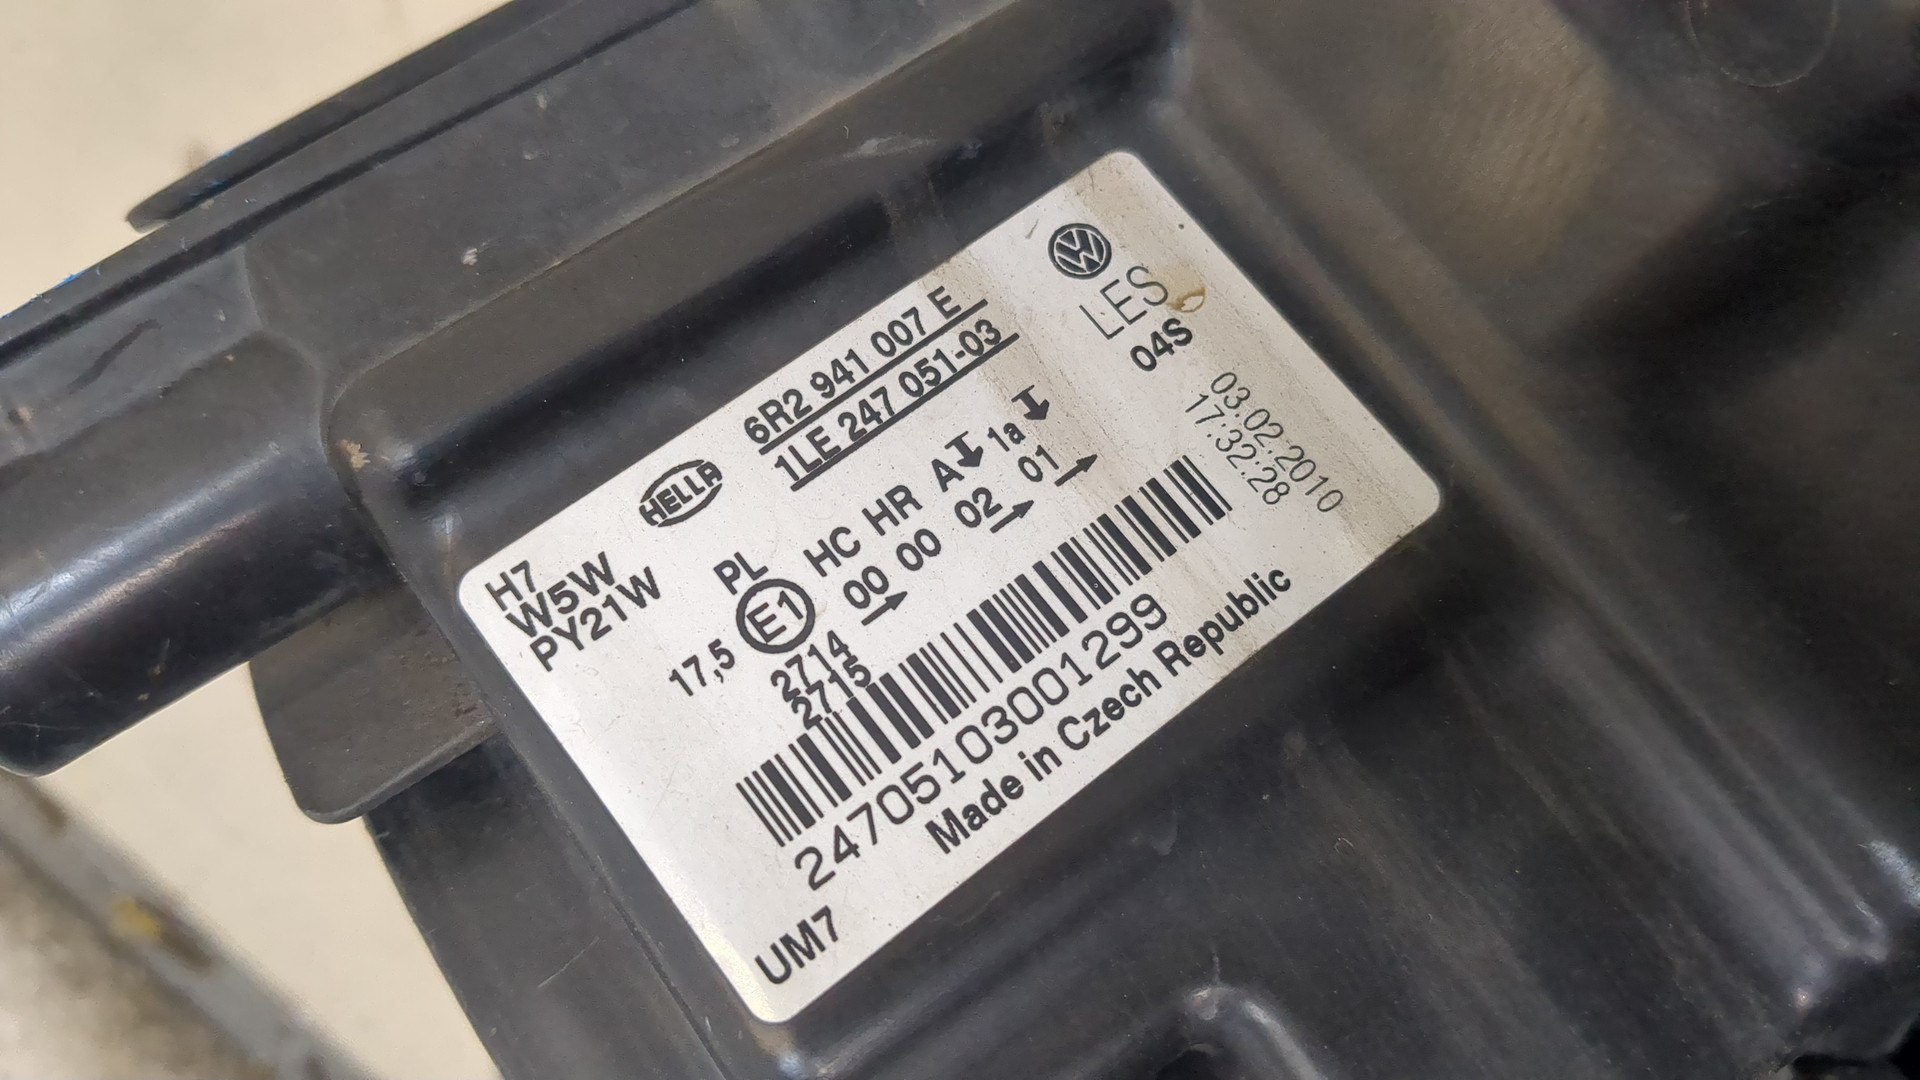 6R2 941 007 E
1LE 247 051-03
LES
04S
03.02.2010
17:32:28
HELLA
H7
W5W
PY21W
PL
HC HR A 1a
17,5
E1
00 00 02 01
2714
2715
24705103001299
Made in Czech Republic
UM7